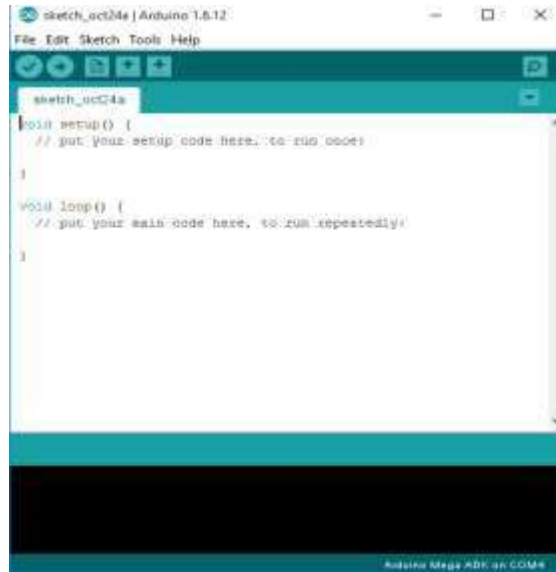 sketch_oct24a | Arduino 1.6.12
File Edit Sketch Tools Help
sketch_oct24a
void setup() {
// put your setup code here, to run once:
}
void loop() {
// put your main code here, to run repeatedly:
}
Arduino Mega ADK on COM4